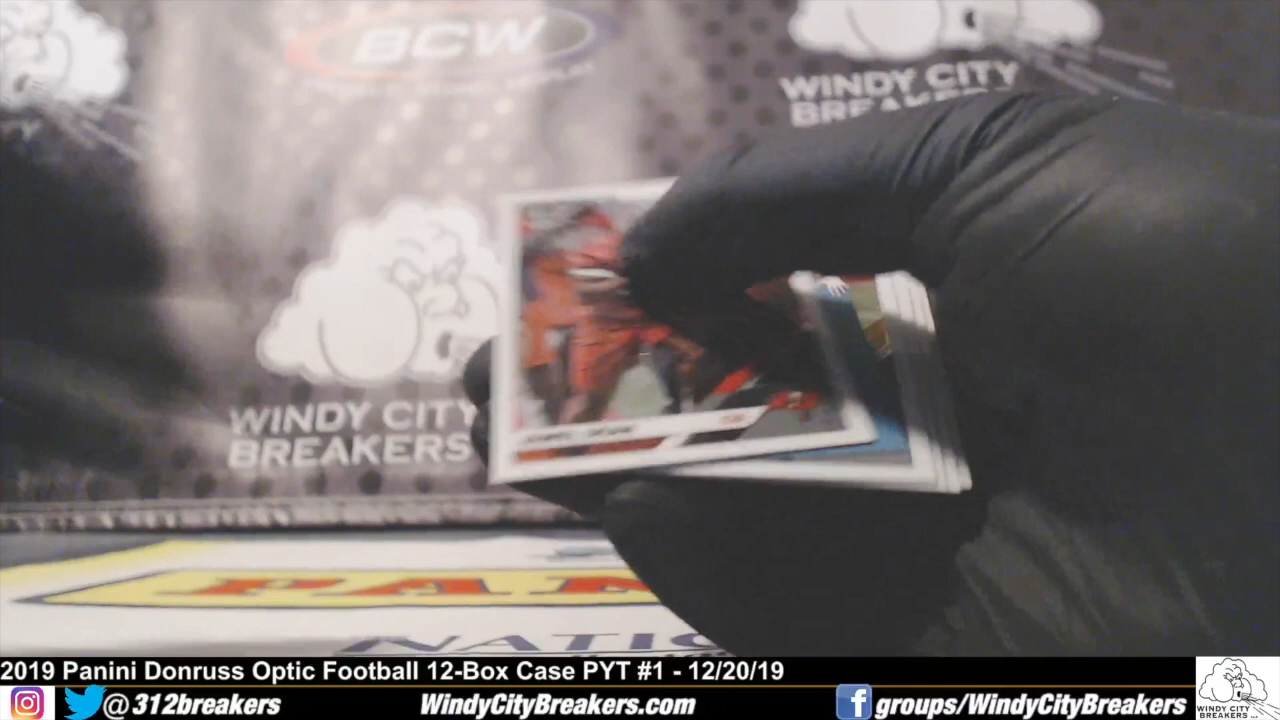 BCW
WINDY CITY
BREAKERS
WINDY CITY
BREAKERS
PAN
NATIO
2019 Panini Donruss Optic Football 12-Box Case PYT #1 - 12/20/19
@312breakers
WindyCityBreakers.com
groups/WindyCityBreakers
WINDY CITY
BREAKERS